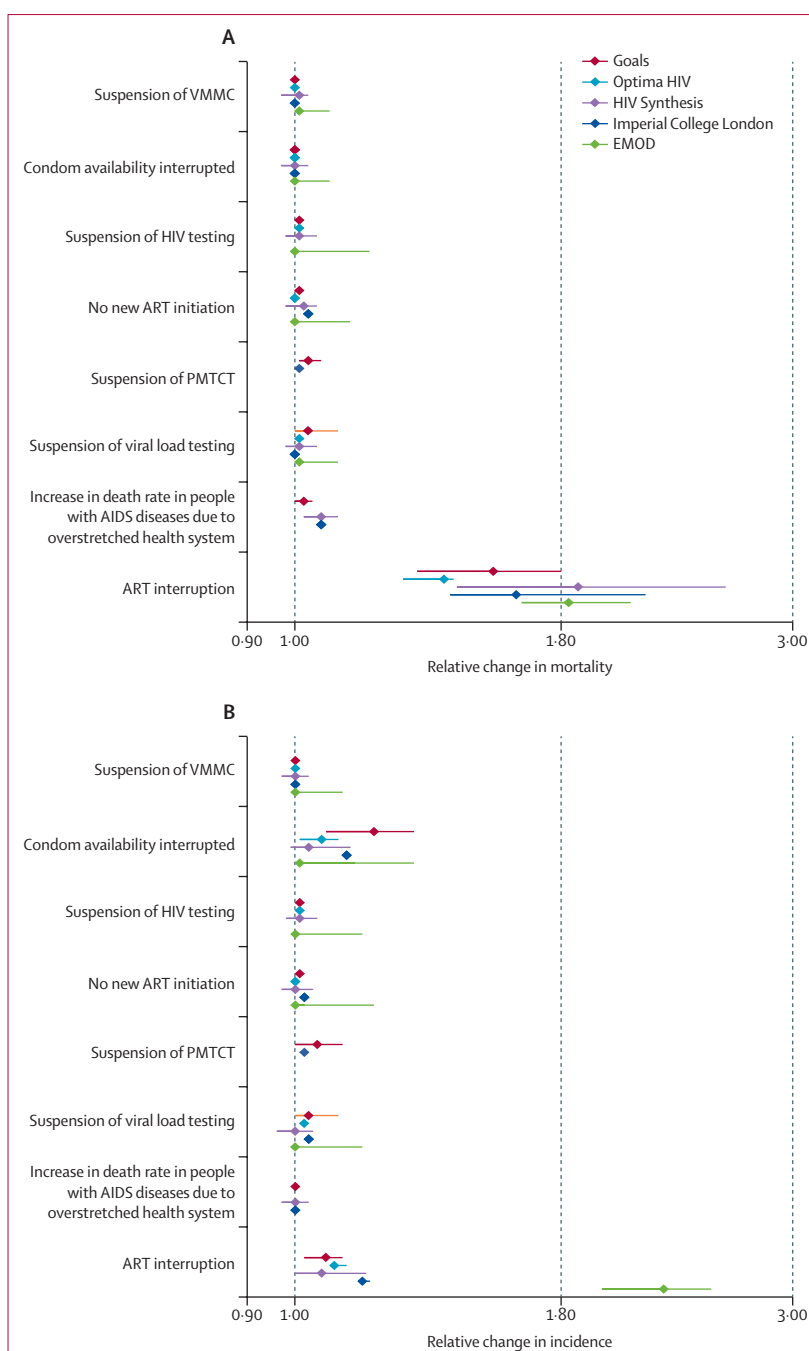 A
Goals
Optima HIV
HIV Synthesis
Imperial College London
EMOD
Suspension of VMMC
Condom availability interrupted
Suspension of HIV testing
No new ART initiation
Suspension of PMTCT
Suspension of viral load testing
Increase in death rate in people
with AIDS diseases due to
overstretched health system
ART interruption
0·90
1·00
1·80
3·00
Relative change in mortality
B
Suspension of VMMC
Condom availability interrupted
Suspension of HIV testing
No new ART initiation
Suspension of PMTCT
Suspension of viral load testing
Increase in death rate in people
with AIDS diseases due to
overstretched health system
ART interruption
0·90
1·00
1·80
3·00
Relative change in incidence